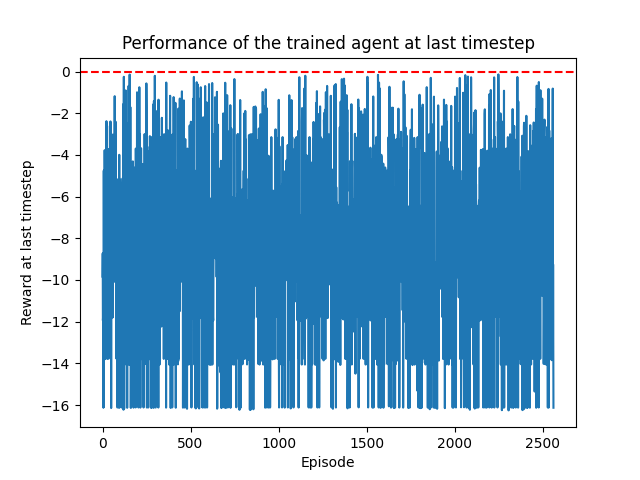 Performance of the trained agent at last timestep
Reward at last timestep
0
−2
−4
−6
−8
−10
−12
−14
−16
0 500 1000 1500 2000 2500
Episode